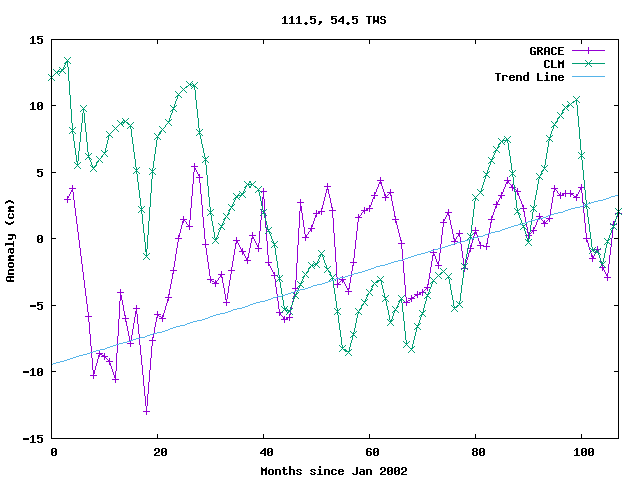 111.5, 54.5 TWS
GRACE
CLM
Trend Line
15
10
5
0
-5
-10
-15
Anomaly (cm)
0 20 40 60 80 100
Months since Jan 2002